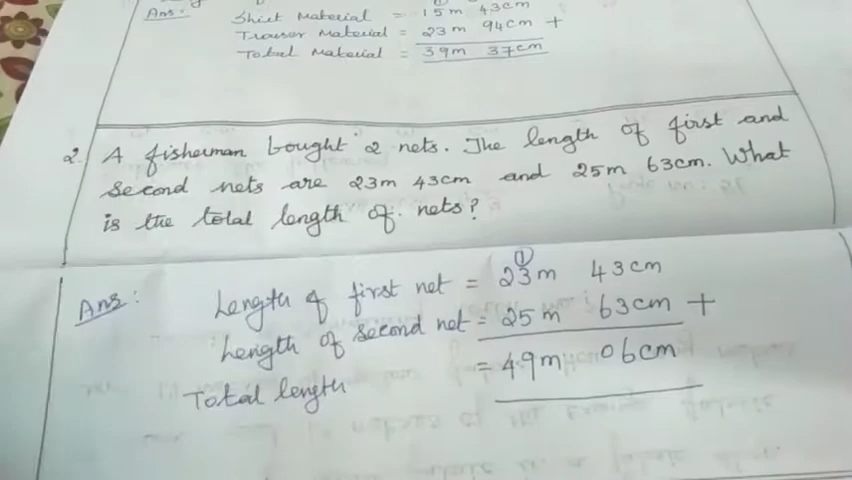 Ans:
Shirt Material = 15m 43cm
Trouser Material = 23m 94cm +
Total Material = 39m 37cm
2. A fisherman bought 2 nets. The length of first and
second nets are 23m 43cm and 25m 63cm. What
is the total length of nets?
Ans: Length of first net = 23m 43cm
1
Length of second net = 25m 63cm +
Total length = 49m 06cm